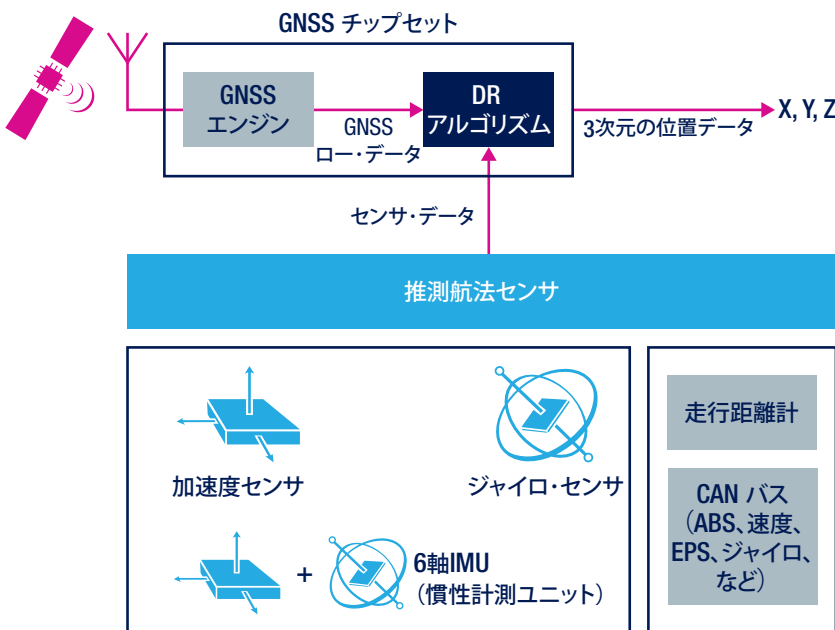 GNSS チップセット
GNSS
エンジン
GNSS
ロー・データ
DR
アルゴリズム
3次元の位置データ
X, Y, Z
センサ・データ
推測航法センサ
加速度センサ
ジャイロ・センサ
+
6軸IMU
（慣性計測ユニット）
走行距離計
CAN バス
（ABS、速度、
EPS、ジャイロ、
など）